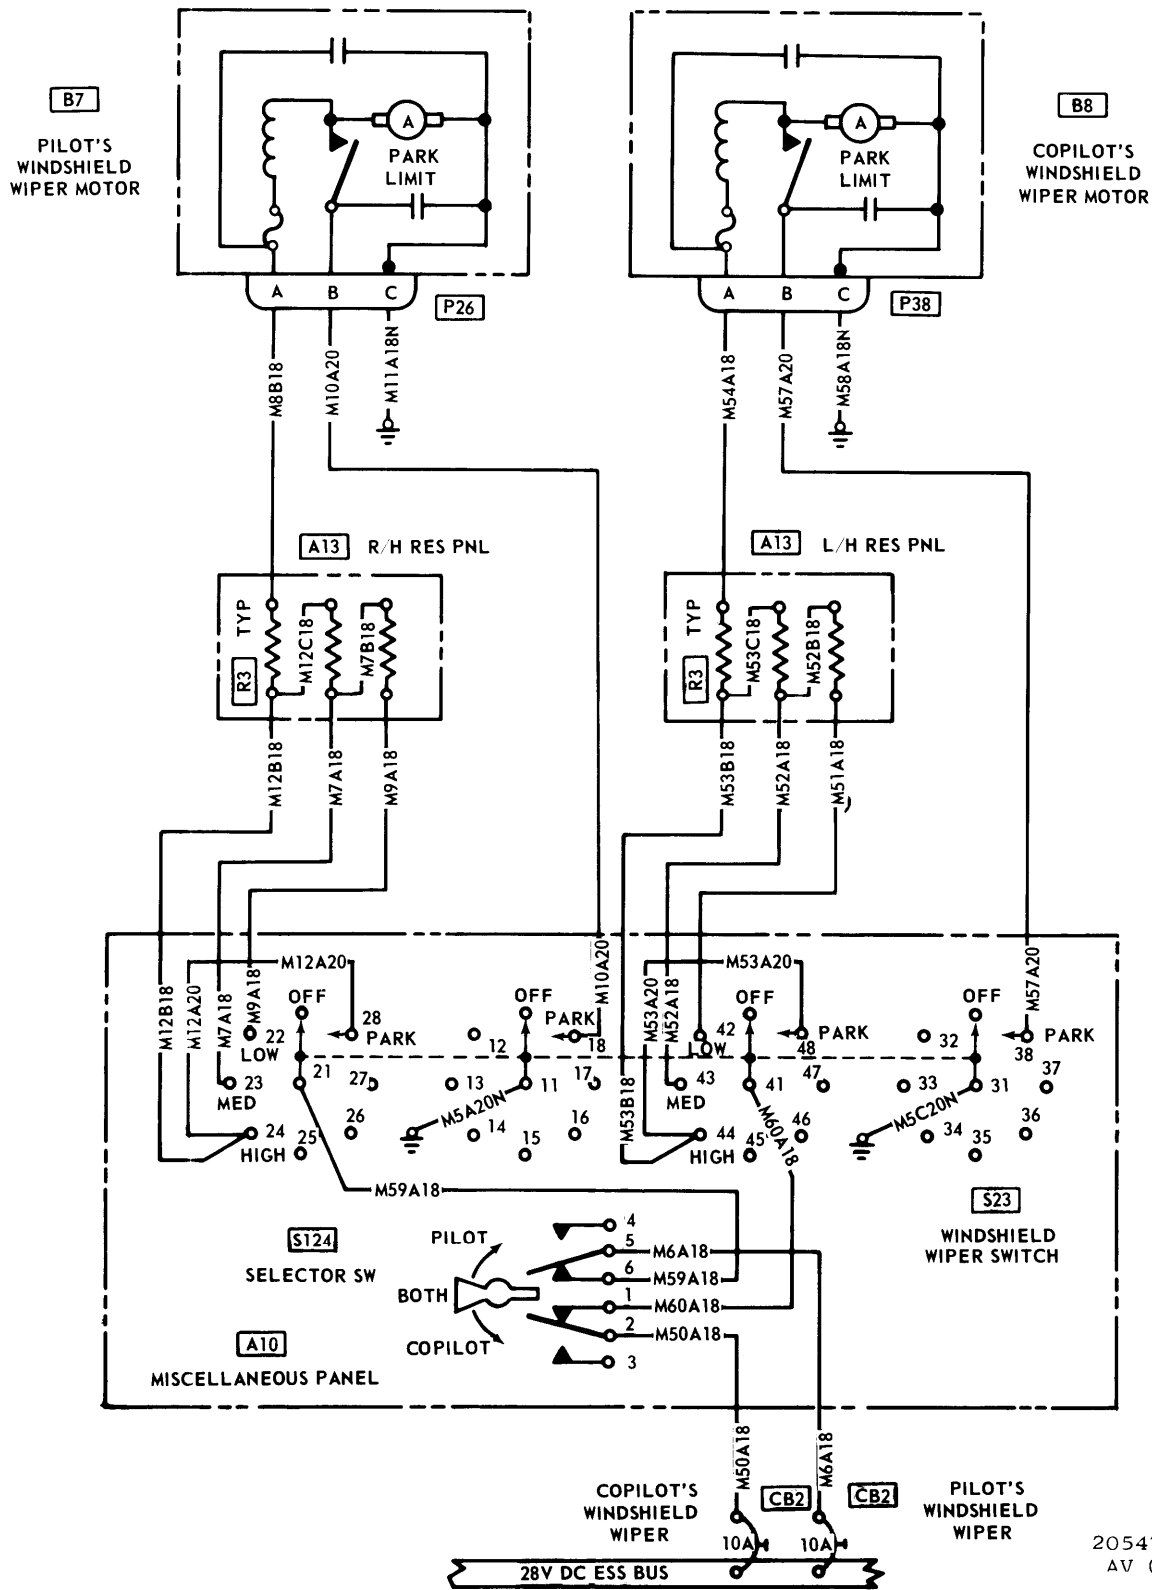 B7
PILOT'S
WINDSHIELD
WIPER MOTOR
A
PARK
LIMIT
A B C
P26
B8
COPILOT'S
WINDSHIELD
WIPER MOTOR
A
PARK
LIMIT
A B C
P38
M8B18
M10A20
M11A18N
M54A18
M57A20
M58A18N
A13 R/H RES PNL
TYP
R3
M12C18
M7B18
A13 L/H RES PNL
TYP
R3
M53C18
M52B18
M12B18
M7A18
M9A18
M53B18
M52A18
M51A18
M12A20
M12B18
M12A20
M7A18
M9A18
M10A20
M53A20
M53A20
M52A18
M57A20
M53B18
OFF
22
LOW
28
PARK
21
23
MED
27
24
HIGH
25
26
OFF
PARK
12
18
13
11
17
M5A20N
14
15
16
OFF
42
LOW
48
PARK
43
MED
41
47
44
HIGH
45
46
M60A18
OFF
32
38
PARK
33
31
37
M5C20N
34
35
36
M59A18
S23
WINDSHIELD
WIPER SWITCH
S124
SELECTOR SW
PILOT
BOTH
COPILOT
4
5
6
1
2
3
M6A18
M59A18
M60A18
M50A18
A10
MISCELLANEOUS PANEL
M50A18
M6A18
COPILOT'S
WINDSHIELD
WIPER
CB2
CB2
PILOT'S
WINDSHIELD
WIPER
10A
10A
28V DC ESS BUS
2054
AV (